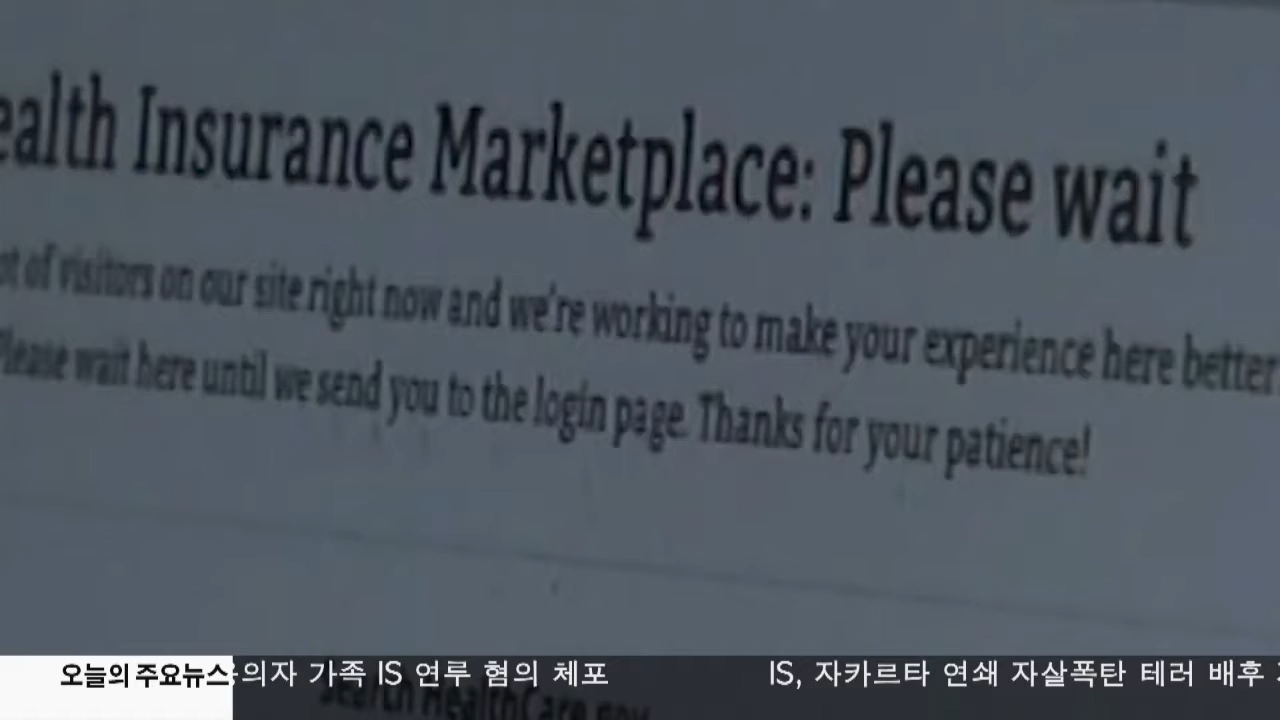 ealth Insurance Marketplace: Please wait
ot of visitors on our site right now and we're working to make your experience here better.
Please wait here until we send you to the login page. Thanks for your patience!
오늘의 주요뉴스 의자 가족 IS 연루 혐의 체포 IS, 자카르타 연쇄 자살폭탄 테러 배후
Search HealthCare.gov